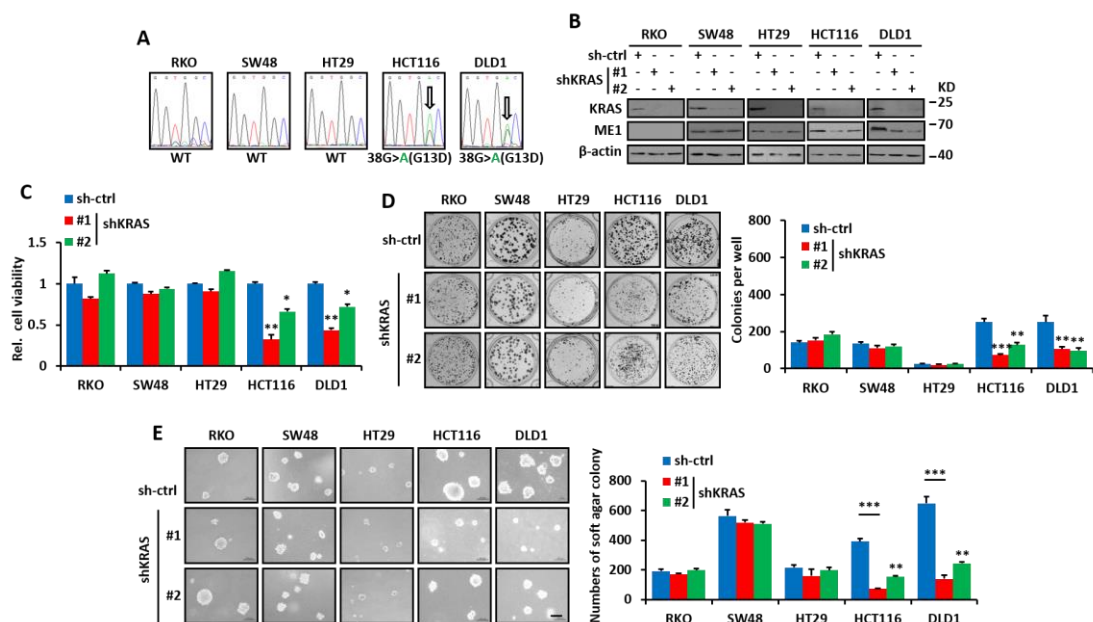 A
RKO SW48 HT29 HCT116 DLD1
G G T G G C G G T G G C G G T G G C
WT WT WT 38G>A(G13D) 38G>A(G13D)
B
RKO SW48 HT29 HCT116 DLD1
sh-ctrl + - - + - - + - - + - - + - -
shKRAS #1 - + - - + - - + - - + - - + -
#2 - - + - - + - - + - - + - - +
KD
KRAS 25
ME1 70
β-actin 40
C
sh-ctrl
#1 shKRAS
#2
Rel. cell viability
1.5
1
0.5
0
** * ** *
RKO SW48 HT29 HCT116 DLD1
D
RKO SW48 HT29 HCT116 DLD1
sh-ctrl
shKRAS
#1
#2
Colonies per well
800
600
400
200
0
sh-ctrl
#1 shKRAS
#2
*** ** ** **
RKO SW48 HT29 HCT116 DLD1
E
RKO SW48 HT29 HCT116 DLD1
sh-ctrl
shKRAS
#1
#2
Numbers of soft agar colony
800
600
400
200
0
sh-ctrl
#1 shKRAS
#2
*** ** *** **
RKO SW48 HT29 HCT116 DLD1